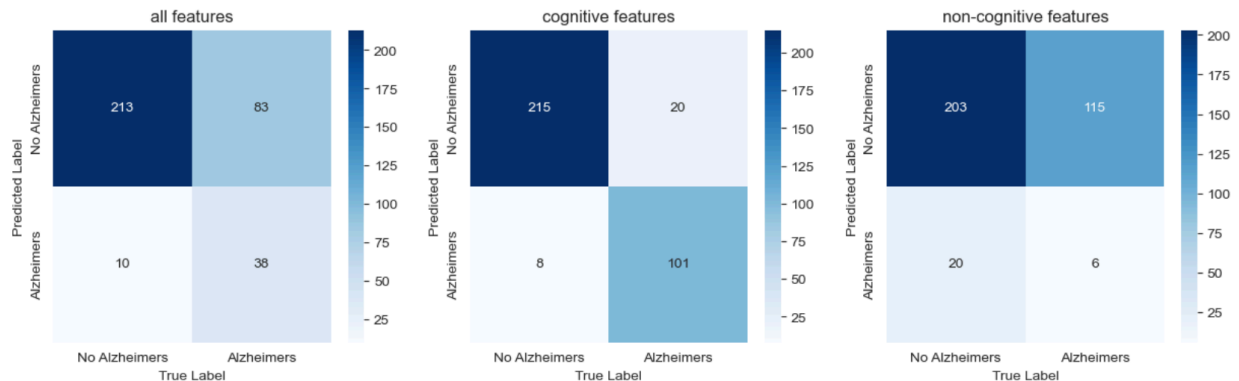 all features
No Alzheimers
Alzheimers
Predicted Label
213
83
10
38
No Alzheimers
Alzheimers
True Label
200
175
150
125
100
75
50
25
cognitive features
No Alzheimers
Alzheimers
Predicted Label
215
20
8
101
No Alzheimers
Alzheimers
True Label
200
175
150
125
100
75
50
25
non-cognitive features
No Alzheimers
Alzheimers
Predicted Label
203
115
20
6
No Alzheimers
Alzheimers
True Label
200
175
150
125
100
75
50
25